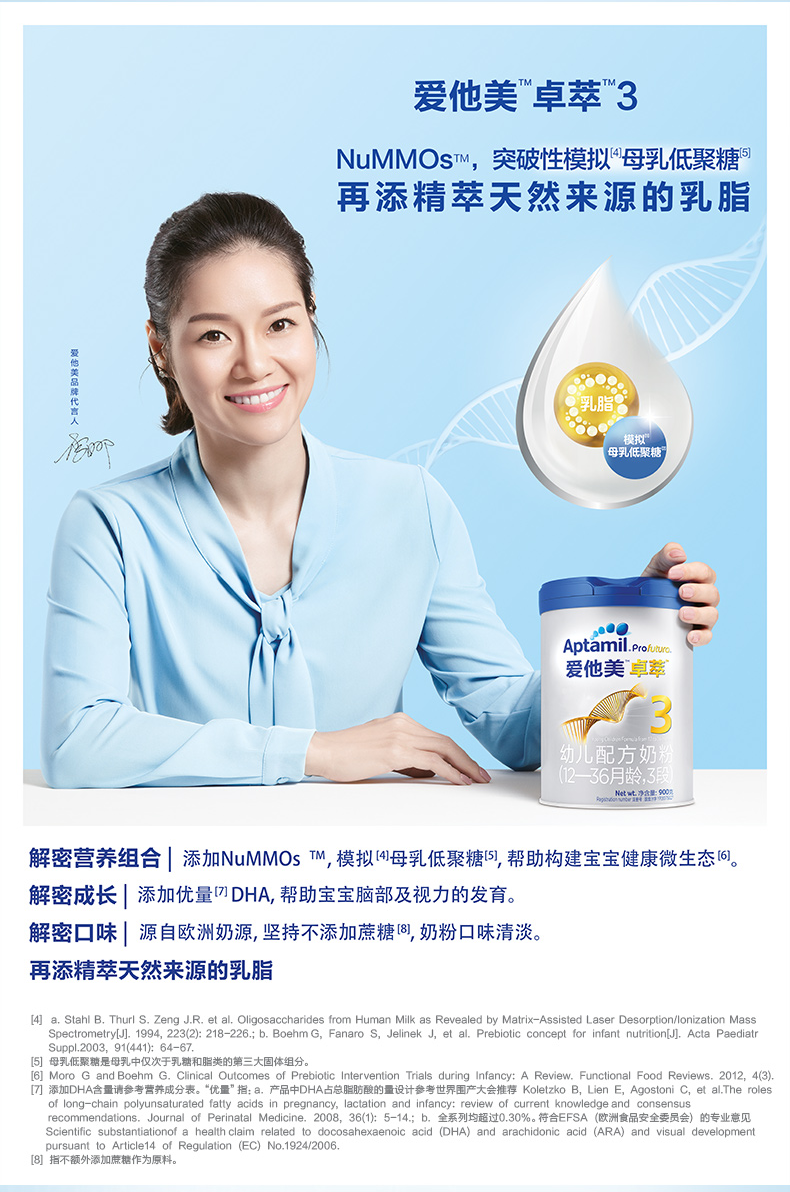 爱他美™卓萃™3
NuMMOs™，突破性模拟[4]母乳低聚糖[5]
再添精萃天然来源的乳脂
爱他美品牌代言人
乳脂
模拟[4]
母乳低聚糖[5]
Aptamil. Profutura.
爱他美™卓萃™
3
幼儿配方奶粉
(12—36月龄,3段)
Net wt. 净含量: 900克
解密营养组合 | 添加NuMMOs ™, 模拟[4]母乳低聚糖[5], 帮助构建宝宝健康微生态[6]。
解密成长 | 添加优量[7] DHA, 帮助宝宝脑部及视力的发育。
解密口味 | 源自欧洲奶源, 坚持不添加蔗糖[8], 奶粉口味清淡。
再添精萃天然来源的乳脂
[4] a. Stahl B. Thurl S. Zeng J.R. et al. Oligosaccharides from Human Milk as Revealed by Matrix-Assisted Laser Desorption/Ionization Mass
Spectrometry[J]. 1994, 223(2): 218-226.; b. Boehm G, Fanaro S, Jelinek J, et al. Prebiotic concept for infant nutrition[J]. Acta Paediatr
Suppl.2003, 91(441): 64-67.
[5] 母乳低聚糖是母乳中仅次于乳糖和脂类的第三大固体组分。
[6] Moro G and Boehm G. Clinical Outcomes of Prebiotic Intervention Trials during Infancy: A Review. Functional Food Reviews. 2012, 4(3).
[7] 添加DHA含量请参考营养成分表。“优量” 指: a. 产品中DHA占总脂肪酸的量设计参考世界围产大会推荐 Koletzko B, Lien E, Agostoni C, et al.The roles
of long-chain polyunsaturated fatty acids in pregnancy, lactation and infancy: review of current knowledge and consensus
recommendations. Journal of Perinatal Medicine. 2008, 36(1): 5-14.; b. 全系列均超过0.30%。符合EFSA（欧洲食品安全委员会）的专业意见
Scientific substantiationof a health claim related to docosahexaenoic acid (DHA) and arachidonic acid (ARA) and visual development
pursuant to Article14 of Regulation (EC) No.1924/2006.
[8] 指不额外添加蔗糖作为原料。